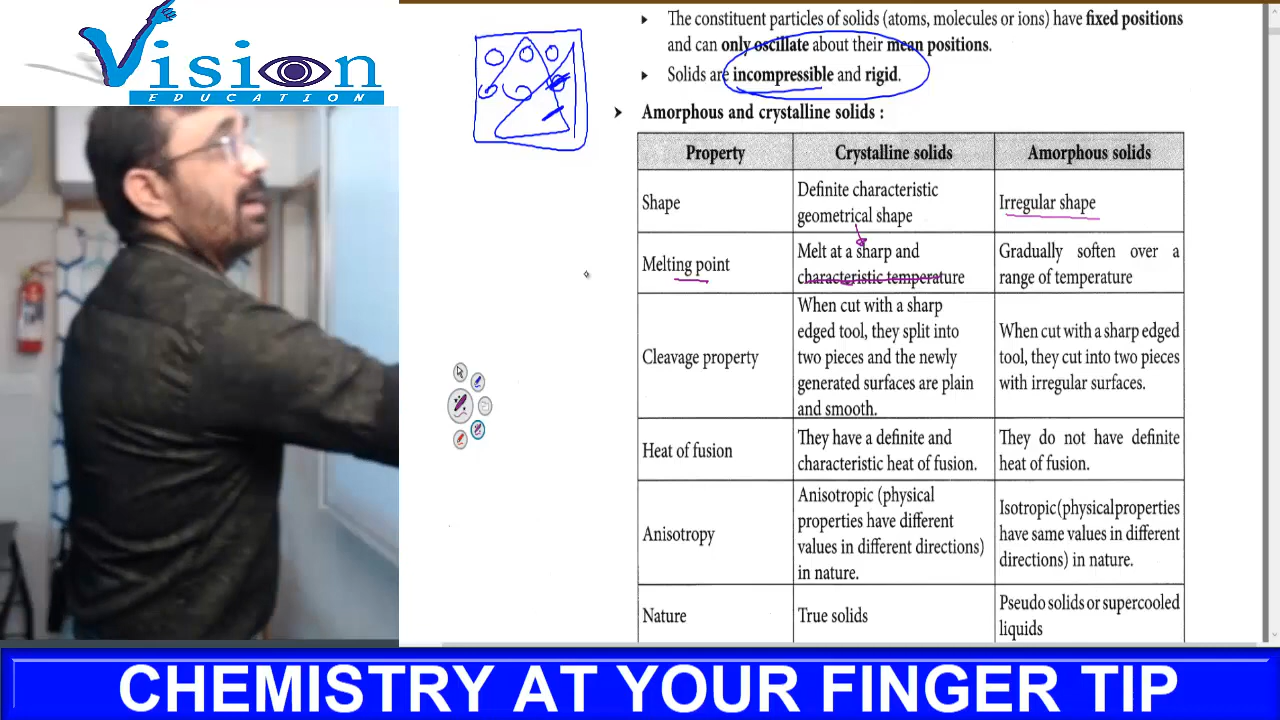 Vision
EDUCATION
▸ The constituent particles of solids (atoms, molecules or ions) have fixed positions
and can only oscillate about their mean positions.
▸ Solids are incompressible and rigid.
➤ Amorphous and crystalline solids :
Property Crystalline solids Amorphous solids
Shape
Definite characteristic
geometrical shape
Irregular shape
Melting point
Melt at a sharp and
characteristic temperature
Gradually soften over a
range of temperature
Cleavage property
When cut with a sharp
edged tool, they split into
two pieces and the newly
generated surfaces are plain
and smooth.
When cut with a sharp edged
tool, they cut into two pieces
with irregular surfaces.
Heat of fusion
They have a definite and
characteristic heat of fusion.
They do not have definite
heat of fusion.
Anisotropy
Anisotropic (physical
properties have different
values in different directions)
in nature.
Isotropic (physical properties
have same values in different
directions) in nature.
Nature
True solids
Pseudo solids or supercooled
liquids
CHEMISTRY AT YOUR FINGER TIP